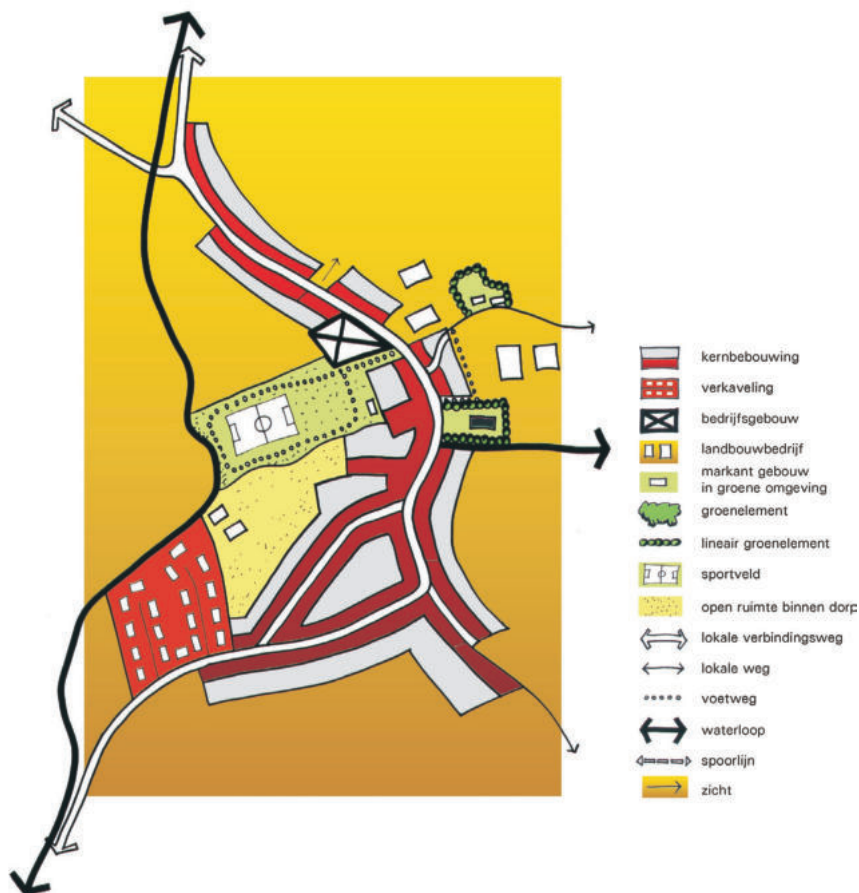 kernbebouwing
verkaveling
bedrijfsgebouw
landbouwbedrijf
markant gebouw
in groene omgeving
groenelement
lineair groenelement
sportveld
open ruimte binnen dorp
lokale verbindingsweg
lokale weg
voetweg
waterloop
spoorlijn
zicht